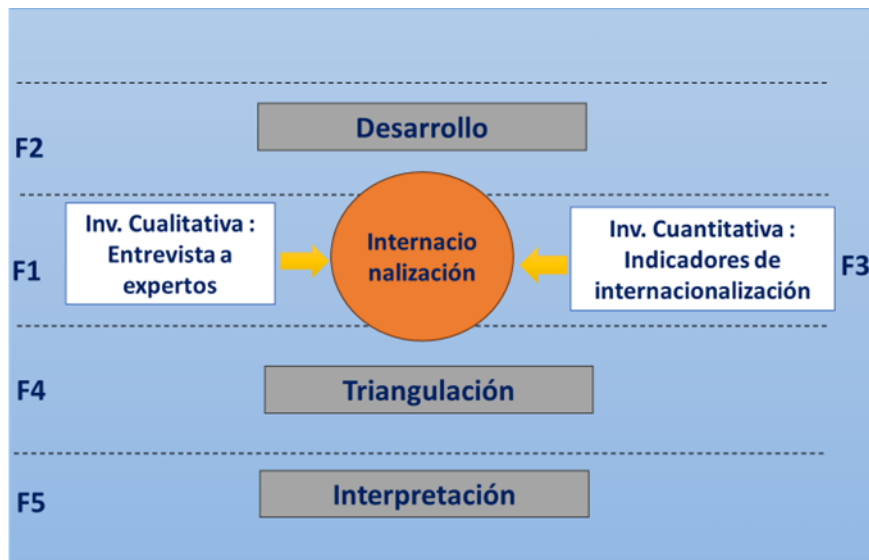 Desarrollo
F2
Inv. Cualitativa :
Entrevista a
expertos
F1
Internacio
nalización
Inv. Cuantitativa :
Indicadores de
internacionalización
F3
F4
Triangulación
F5
Interpretación